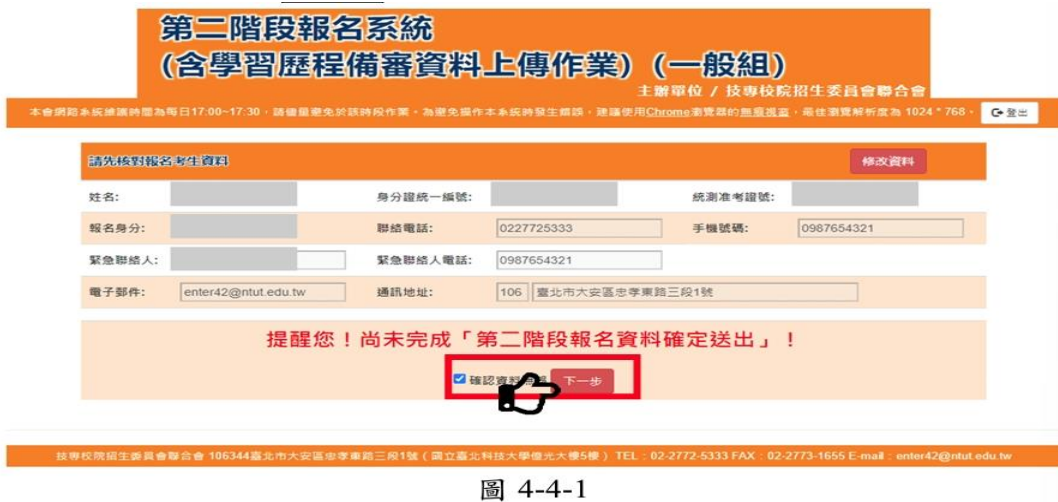 第二階段報名系統
(含學習歷程備審資料上傳作業)(一般組)
主辦單位 / 技專校院招生委員會聯合會
本會網路系統維護時間為每日17:00~17:30，請儘量避免於該時段作業。為避免操作本系統時發生錯誤，建議使用Chrome瀏覽器的無痕視窗，最佳瀏覽解析度為 1024 * 768。 登出
請先核對報名考生資料 修改資料
姓名: 身分證統一編號: 統測准考證號:
報名身分: 聯絡電話: 0227725333 手機號碼: 0987654321
緊急聯絡人: 緊急聯絡人電話: 0987654321
電子郵件: enter42@ntut.edu.tw 通訊地址: 106 臺北市大安區忠孝東路三段1號
提醒您！尚未完成「第二階段報名資料確定送出」！
確認資料 下一步
技專校院招生委員會聯合會 106344臺北市大安區忠孝東路三段1號 ( 國立臺北科技大學億光大樓5樓 ) TEL：02-2772-5333 FAX：02-2773-1655 E-mail：enter42@ntut.edu.tw
圖 4-4-1